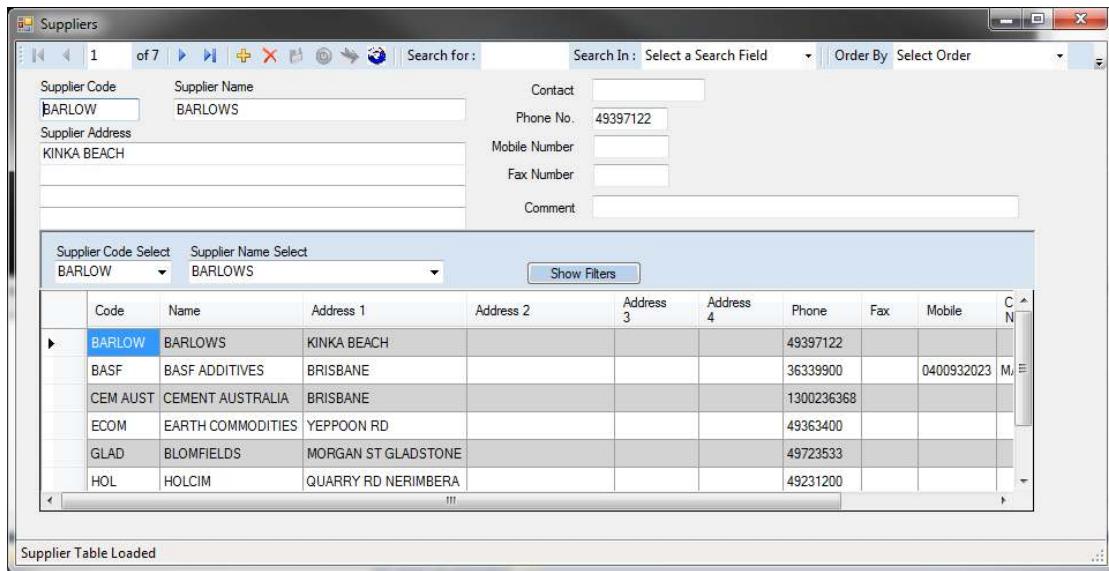 Suppliers
1 of 7 Search for : Search In : Select a Search Field Order By Select Order
Supplier Code Supplier Name Contact
BARLOW BARLOWS
Phone No. 49397122
Supplier Address
KINKA BEACH
Mobile Number
Fax Number
Comment
Supplier Code Select Supplier Name Select
BARLOW BARLOWS Show Filters
Code Name Address 1 Address 2 Address 3 Address 4 Phone Fax Mobile C N
BARLOW BARLOWS KINKA BEACH 49397122
BASF BASF ADDITIVES BRISBANE 36339900 0400932023
CEM AUST CEMENT AUSTRALIA BRISBANE 1300236368
ECOM EARTH COMMODITIES YEPPOON RD 49363400
GLAD BLOMFIELDS MORGAN ST GLADSTONE 49723533
HOL HOLCIM QUARRY RD NERIMBERA 49231200
Supplier Table Loaded